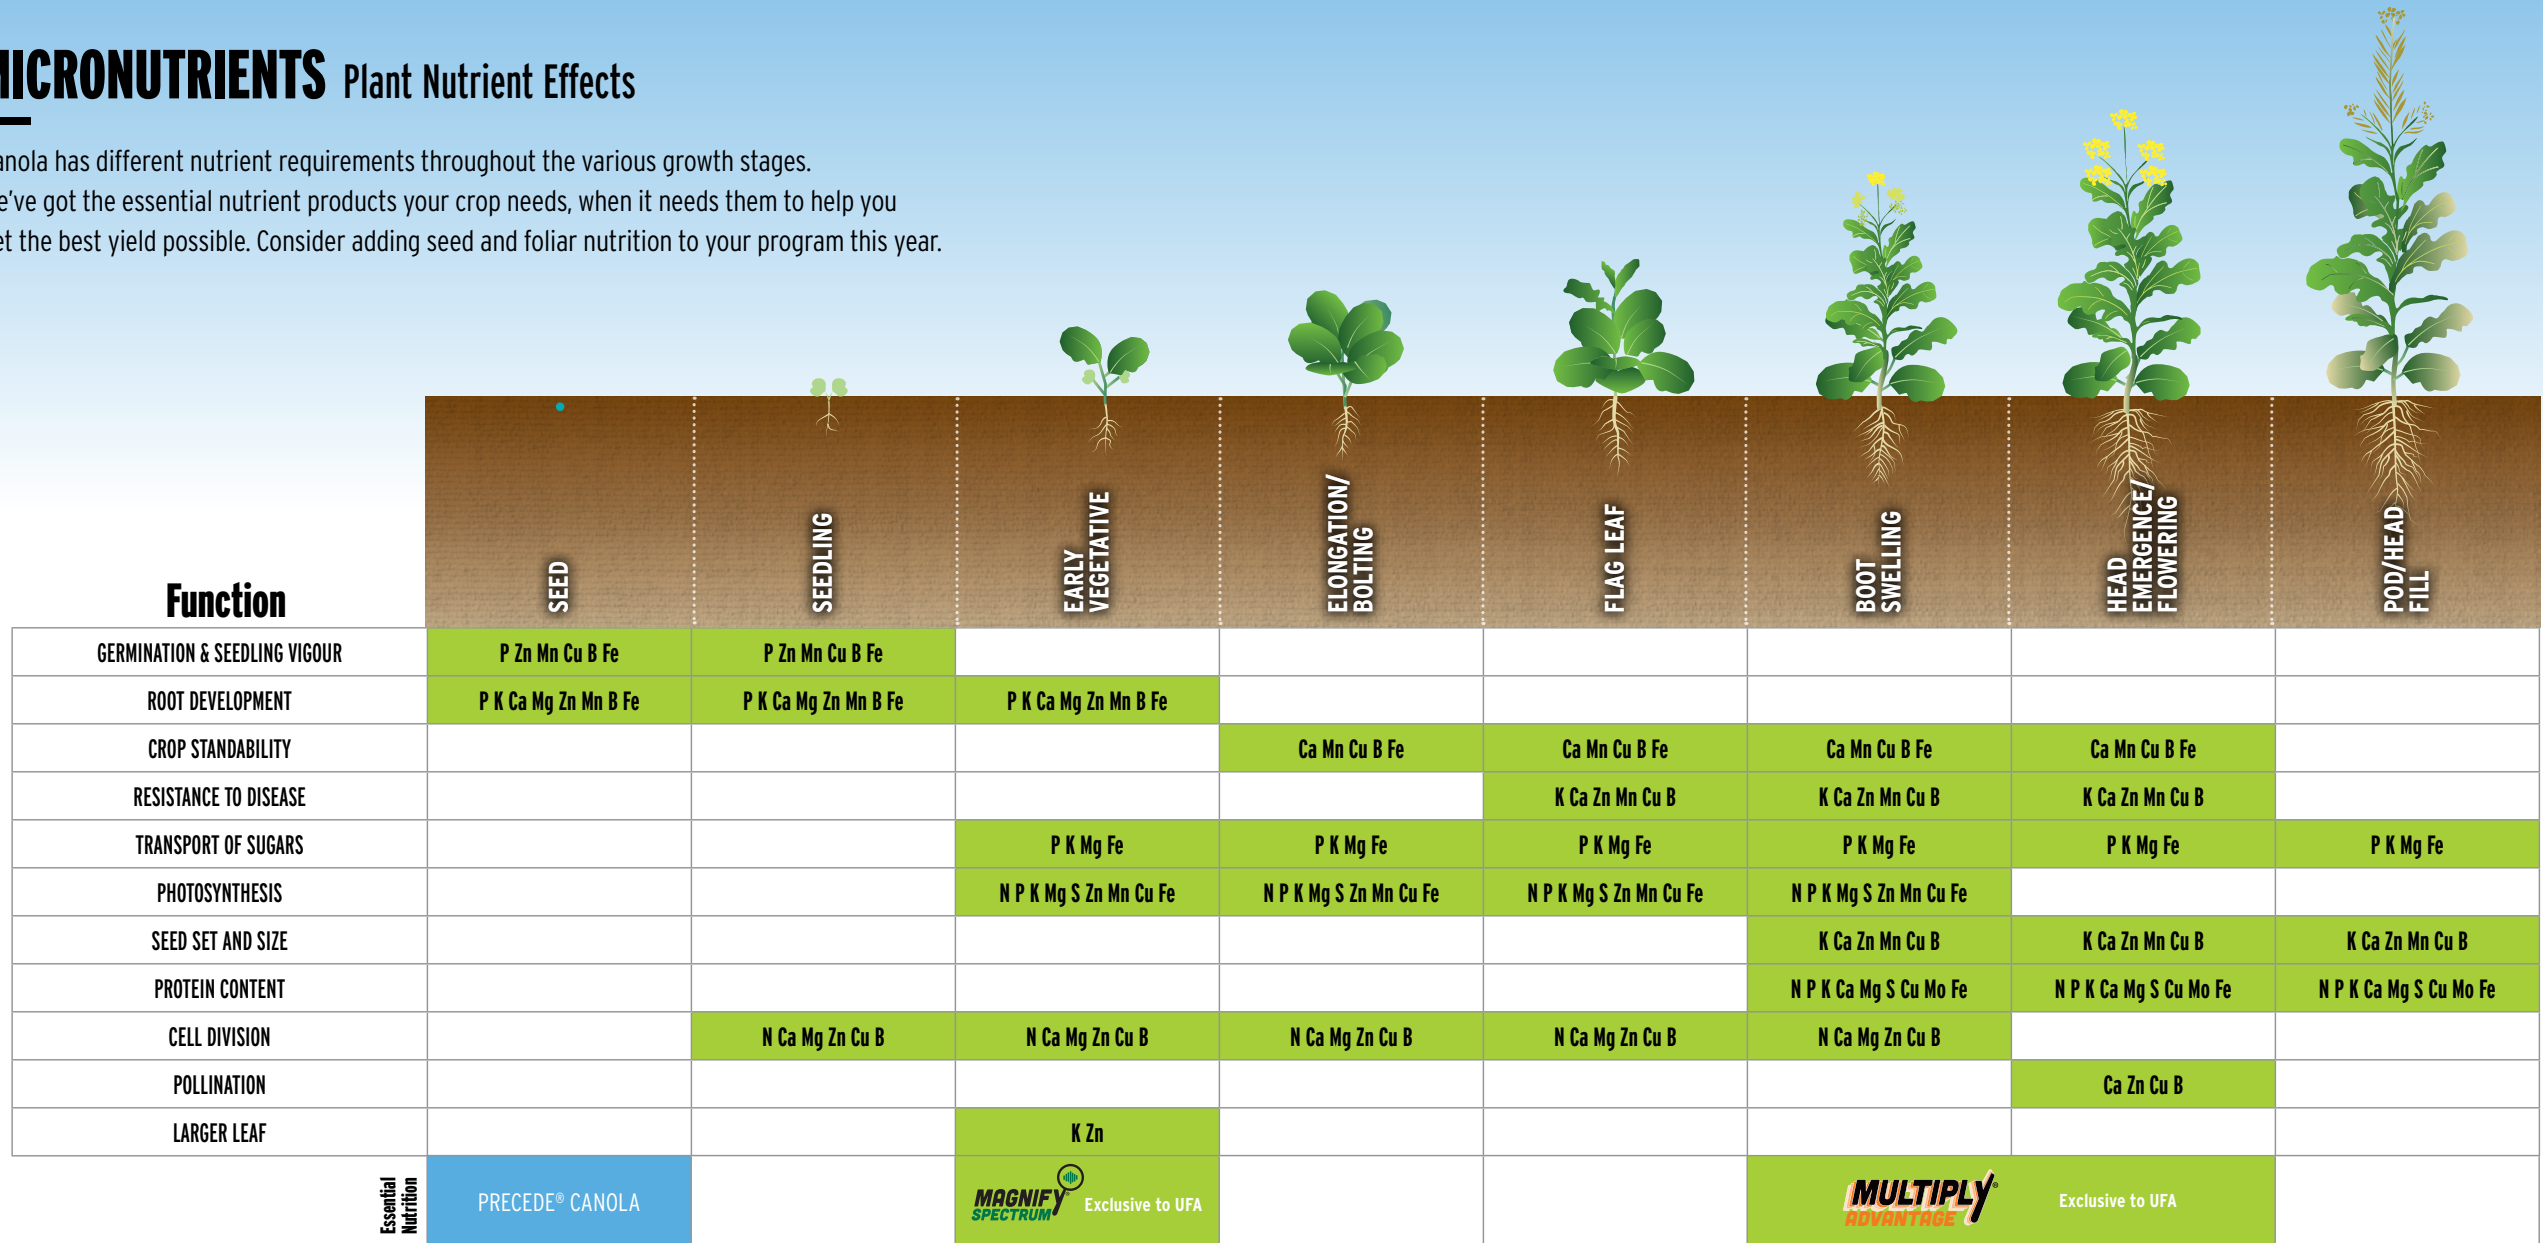 MICRONUTRIENTS Plant Nutrient Effects
anola has different nutrient requirements throughout the various growth stages.
e've got the essential nutrient products your crop needs, when it needs them to help you
et the best yield possible. Consider adding seed and foliar nutrition to your program this year.
Function
SEED
SEEDLING
EARLY
VEGETATIVE
ELONGATION/
BOLTING
FLAG LEAF
BOOT
SWELLING
HEAD
EMERGENCE/
FLOWERING
POD/HEAD
FILL
GERMINATION & SEEDLING VIGOUR P Zn Mn Cu B Fe P Zn Mn Cu B Fe
ROOT DEVELOPMENT P K Ca Mg Zn Mn B Fe P K Ca Mg Zn Mn B Fe P K Ca Mg Zn Mn B Fe
CROP STANDABILITY Ca Mn Cu B Fe Ca Mn Cu B Fe Ca Mn Cu B Fe Ca Mn Cu B Fe
RESISTANCE TO DISEASE K Ca Zn Mn Cu B K Ca Zn Mn Cu B K Ca Zn Mn Cu B
TRANSPORT OF SUGARS P K Mg Fe P K Mg Fe P K Mg Fe P K Mg Fe P K Mg Fe P K Mg Fe
PHOTOSYNTHESIS N P K Mg S Zn Mn Cu Fe N P K Mg S Zn Mn Cu Fe N P K Mg S Zn Mn Cu Fe N P K Mg S Zn Mn Cu Fe
SEED SET AND SIZE K Ca Zn Mn Cu B K Ca Zn Mn Cu B K Ca Zn Mn Cu B
PROTEIN CONTENT N P K Ca Mg S Cu Mo Fe N P K Ca Mg S Cu Mo Fe N P K Ca Mg S Cu Mo Fe
CELL DIVISION N Ca Mg Zn Cu B N Ca Mg Zn Cu B N Ca Mg Zn Cu B N Ca Mg Zn Cu B N Ca Mg Zn Cu B
POLLINATION Ca Zn Cu B
LARGER LEAF K Zn
Essential
Nutrition
PRECEDE® CANOLA
MAGNIFY®
SPECTRUM
Exclusive to UFA
MULTIPLY®
ADVANTAGE
Exclusive to UFA